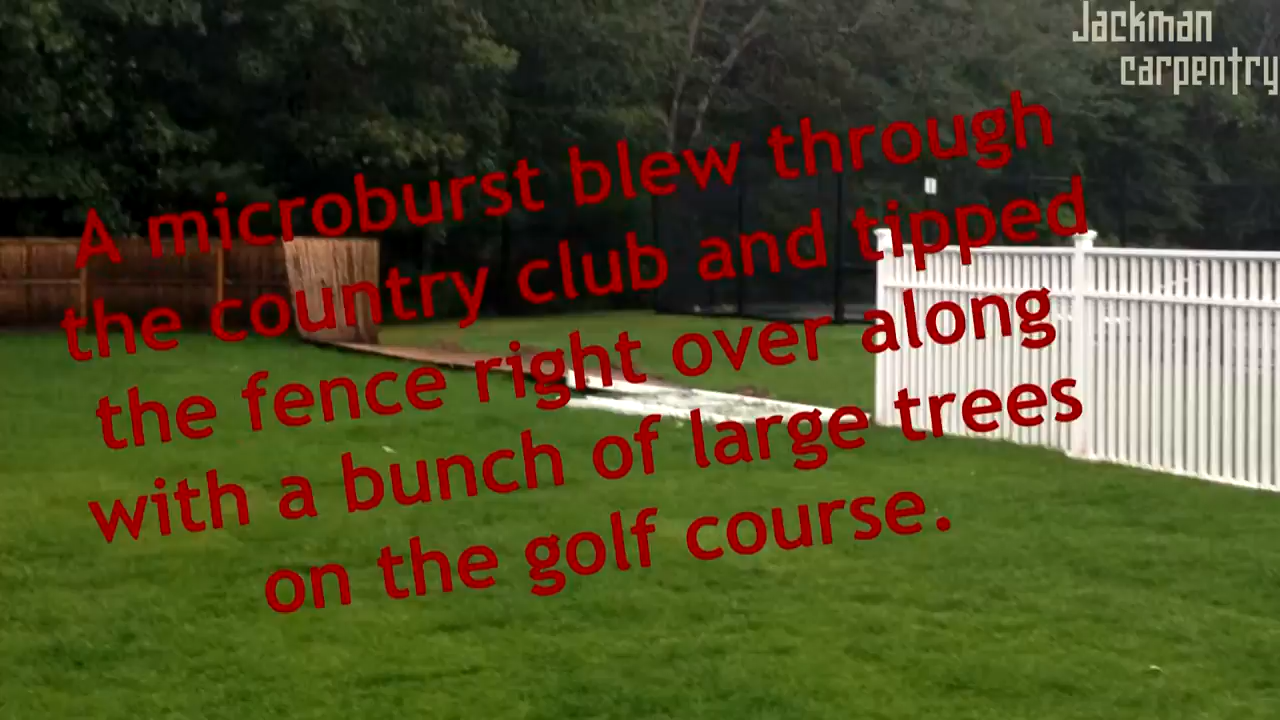 Jackman
carpentry
A microburst blew through
the country club and tipped
the fence right over along
with a bunch of large trees
on the golf course.